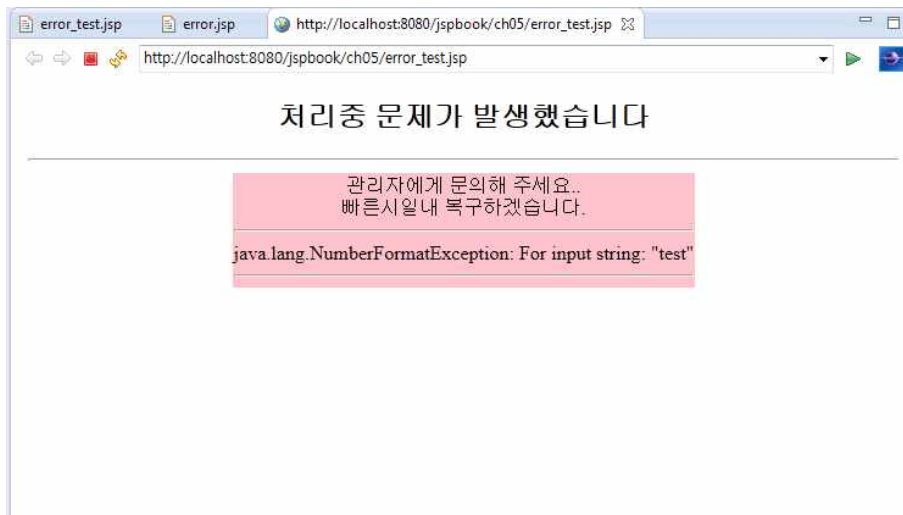 error_test.jsp
error.jsp
http://localhost:8080/jspbook/ch05/error_test.jsp
http://localhost:8080/jspbook/ch05/error_test.jsp
처리중 문제가 발생했습니다
관리자에게 문의해 주세요..
빠른시일내 복구하겠습니다.
java.lang.NumberFormatException: For input string: "test"